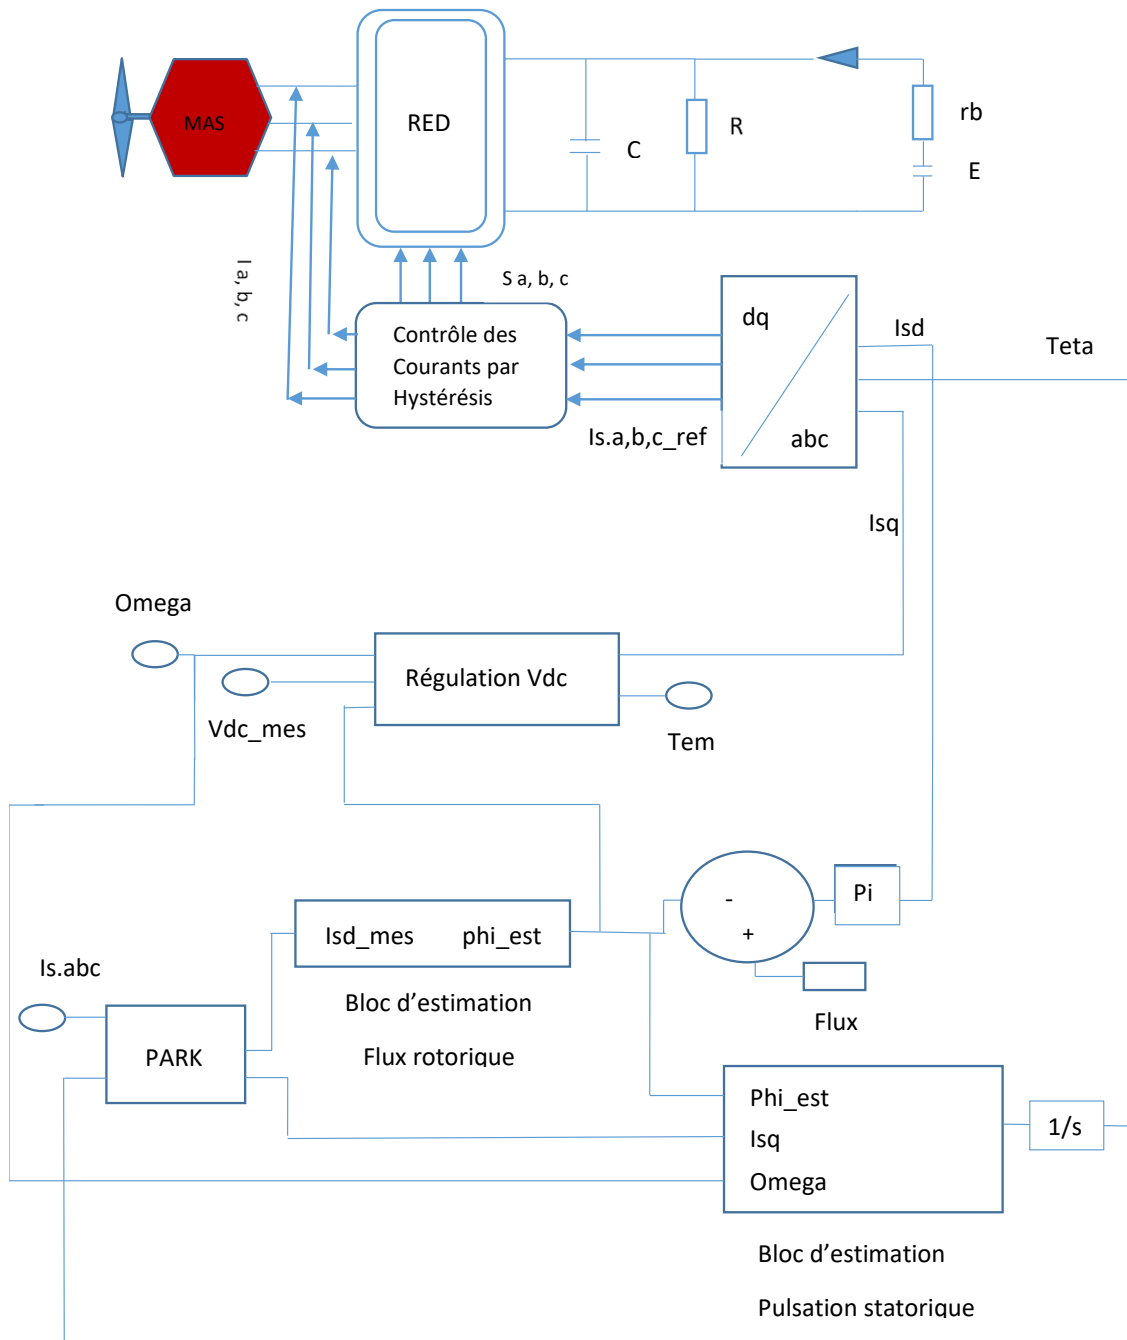 MAS
RED
C
R
rb
E
I a, b, c
S a, b, c
Contrôle des
Courants par
Hystérésis
dq
abc
Isd
Teta
Is.a,b,c_ref
Isq
Omega
Régulation Vdc
Vdc_mes
Tem
-
+
Pi
Isd_mes phi_est
Is.abc
Bloc d’estimation
Flux rotorique
Flux
PARK
Phi_est
Isq
Omega
1/s
Bloc d’estimation
Pulsation statorique